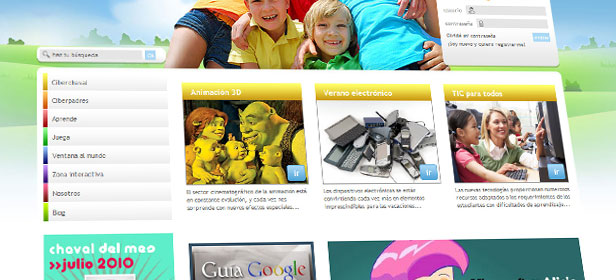 usuario
contraseña
Olvidé mi contraseña
¡Soy nuevo y quiero registrarme!
haz tu búsqueda
Ciberchaval
Ciberpadres
Aprende
Juega
Ventana al mundo
Zona interactiva
Nosotros
Blog
Animación 3D
Ir
El sector cinematográfico de la animación está
en constante evolución, y cada vez nos
sorprende con nuevos efectos especiales...
Verano electrónico
Ir
Los dispositivos electrónicos se están
convirtiendo cada vez más en elementos
imprescindibles para las vacaciones...
TIC para todos
Ir
Las nuevas tecnologías proporcionan numerosos
recursos adaptados a los requerimientos de los
estudiantes con dificultades de aprendizaje...
chaval del mes
>>julio 2010
Guía Google